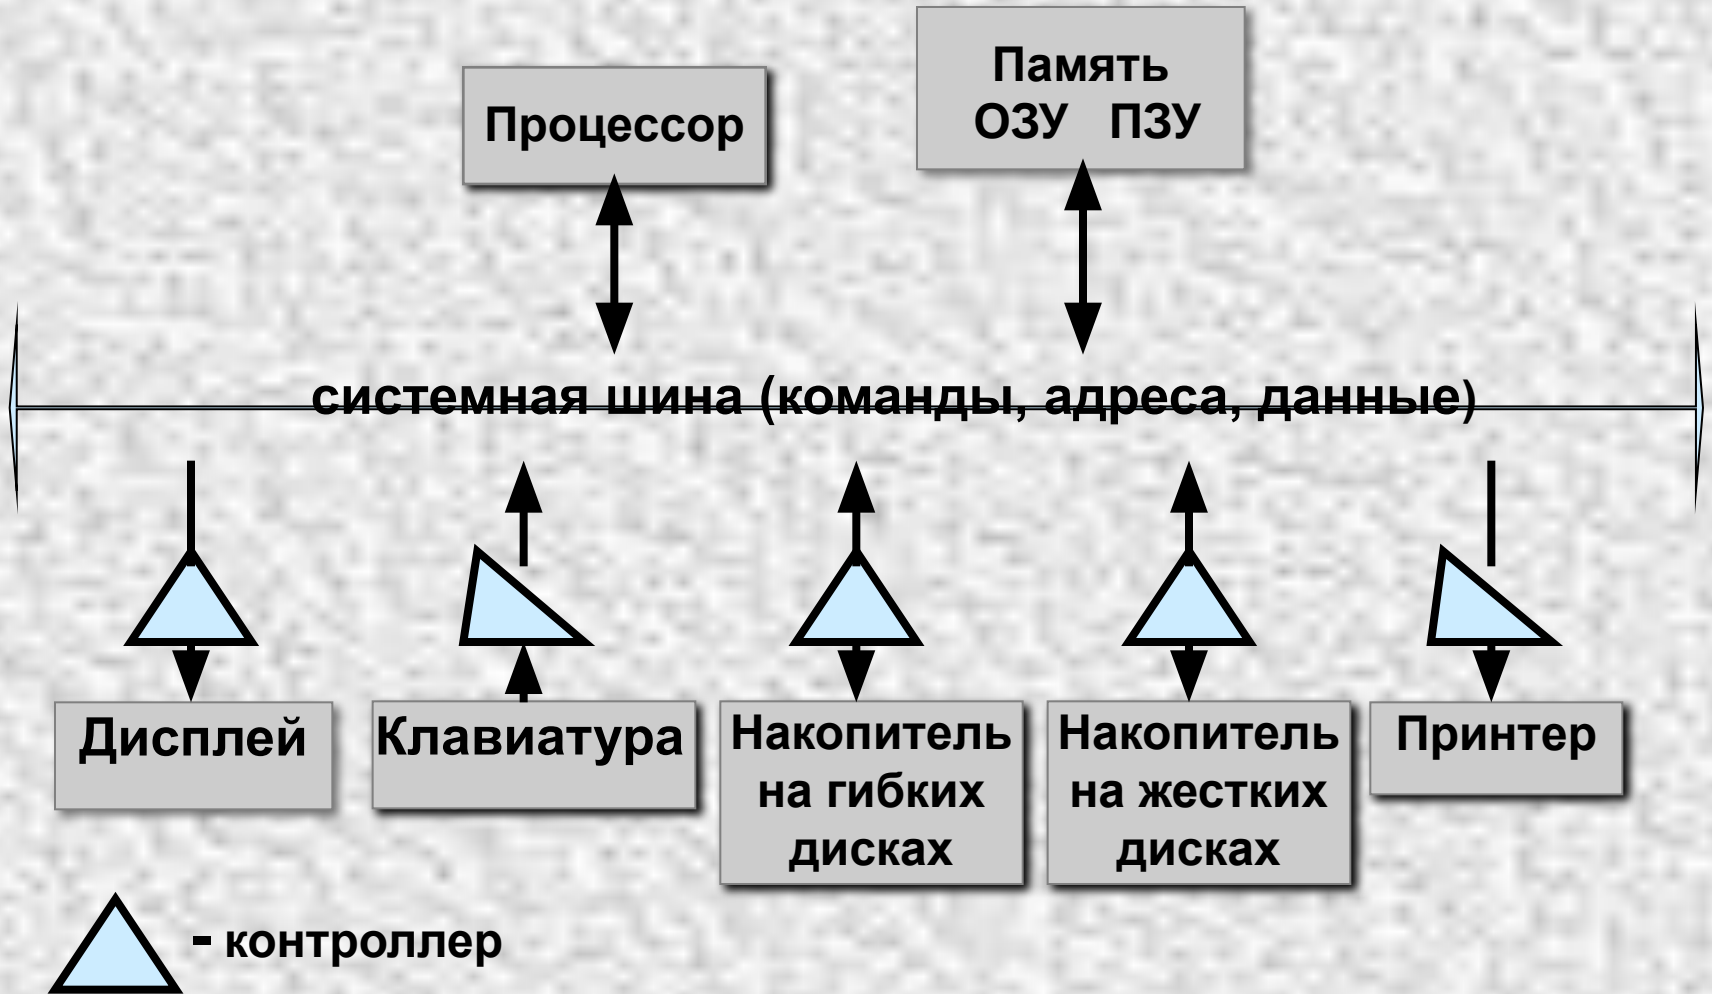 Процессор
Память
ОЗУ ПЗУ
системная шина (команды, адреса, данные)
Дисплей
Клавиатура
Накопитель
на гибких
дисках
Накопитель
на жестких
дисках
Принтер
- контроллер